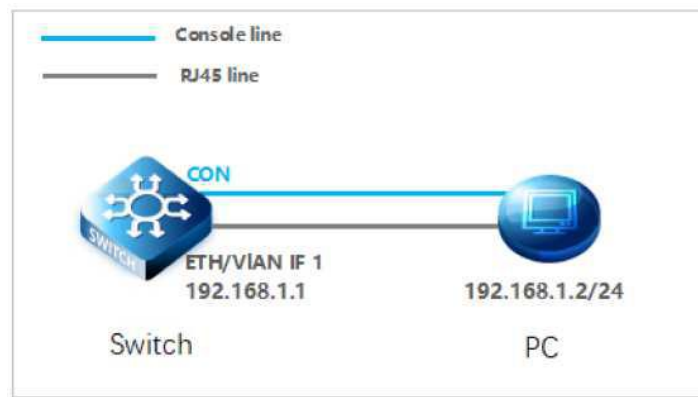 Console line
RJ45 line
CON
SWITCH
ETH/VlAN IF 1
192.168.1.1
192.168.1.2/24
Switch
PC